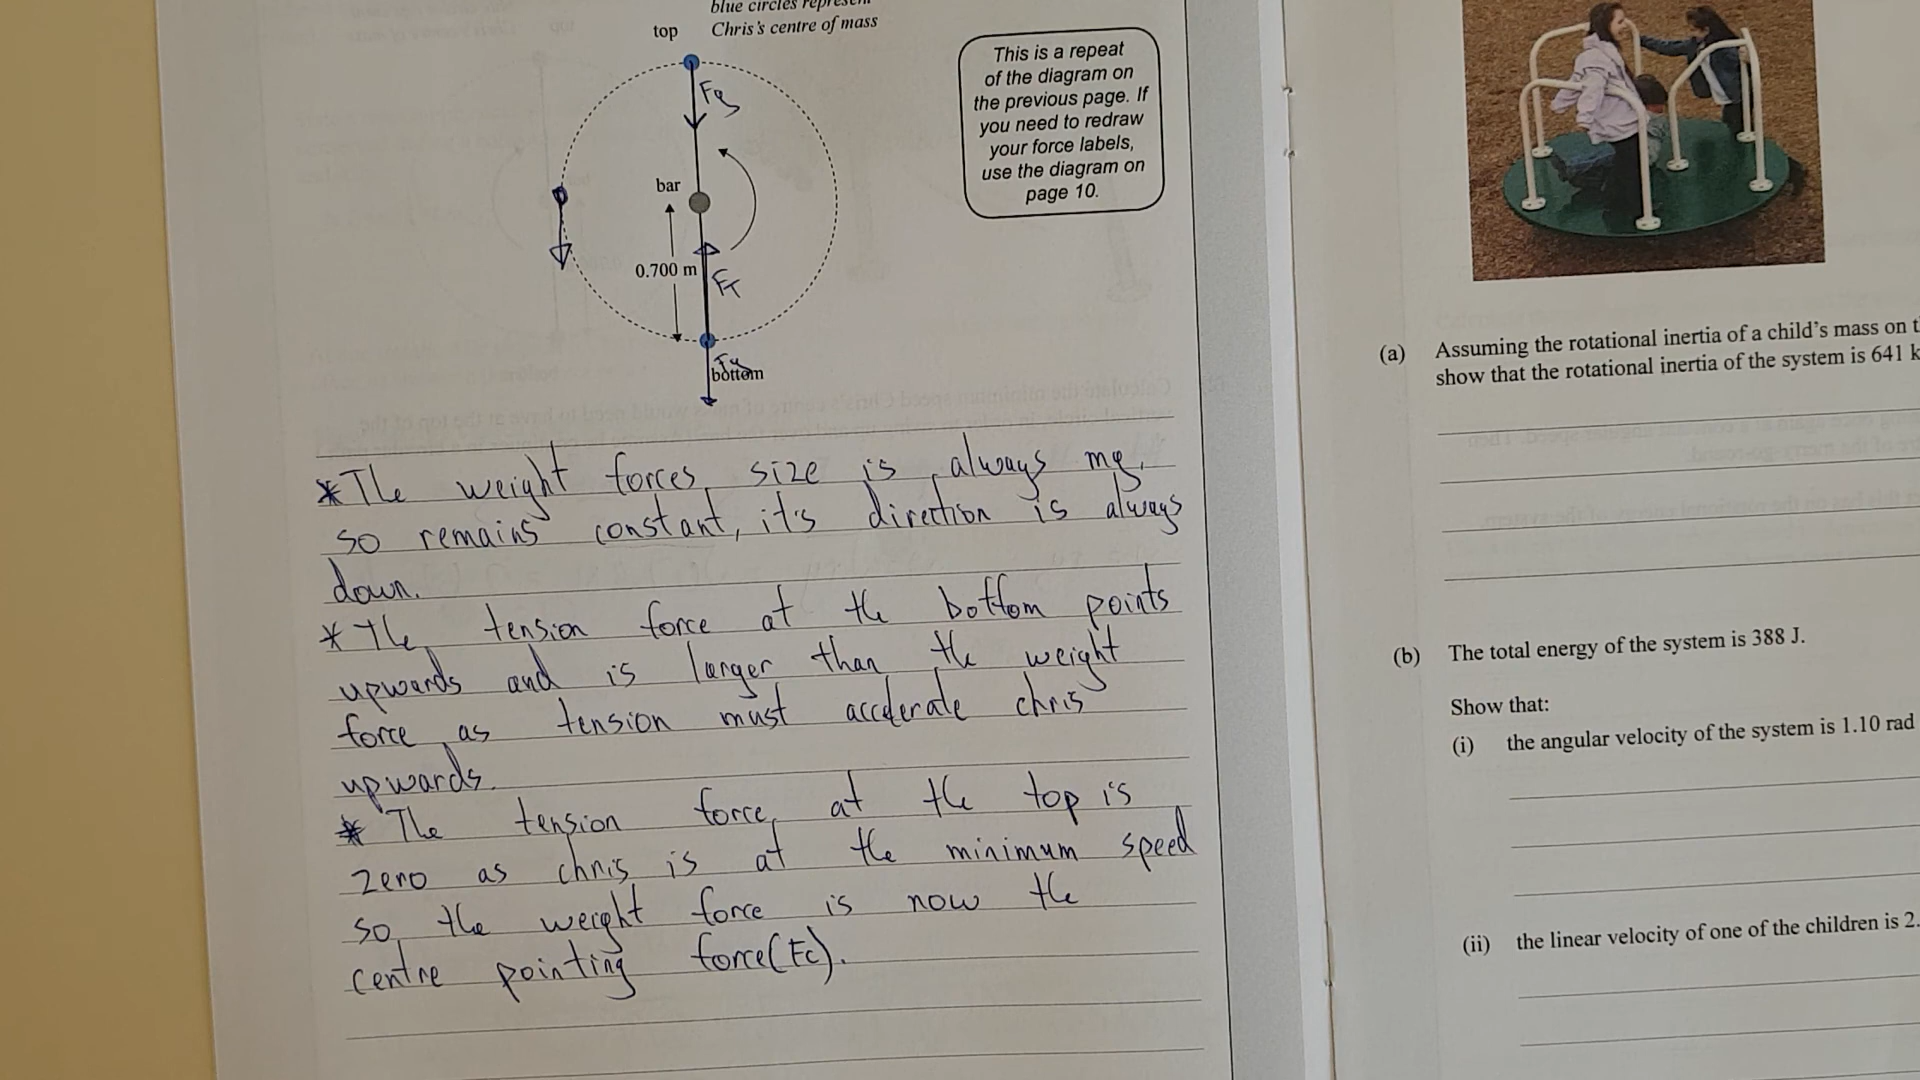 blue circles represent
Chris's centre of mass
top
Fg
bar
0.700 m
FT
Fg
bottom
This is a repeat
of the diagram on
the previous page. If
you need to redraw
your force labels,
use the diagram on
page 10.
* The weight forces size is always mg,
so remains constant, it's direction is always
down.
* The tension force at the bottom points
upwards and is larger than the weight
force as tension must accelerate chris
upwards.
* The tension force at the top is
zero as chris is at the minimum speed
so the weight force is now the
centre pointing force (Fc).
(a) Assuming the rotational inertia of a child's mass on
show that the rotational inertia of the system is 641
(b) The total energy of the system is 388 J.
Show that:
(i) the angular velocity of the system is 1.10 rad
(ii) the linear velocity of one of the children is 2.